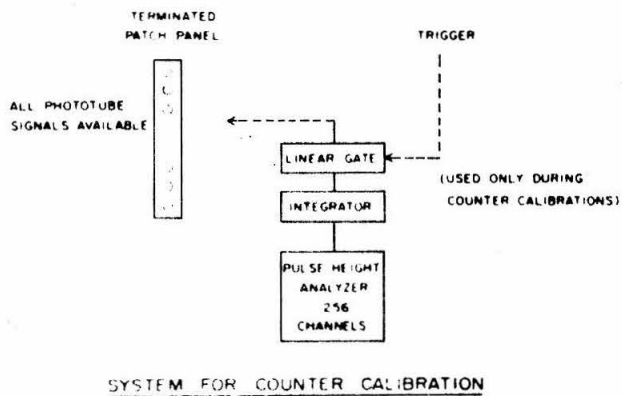 TERMINATED
PATCH PANEL
TRIGGER
ALL PHOTOTUBE
SIGNALS AVAILABLE
LINEAR GATE
(USED ONLY DURING
COUNTER CALIBRATIONS)
INTEGRATOR
PULSE HEIGHT
ANALYZER
256
CHANNELS
SYSTEM FOR COUNTER CALIBRATION